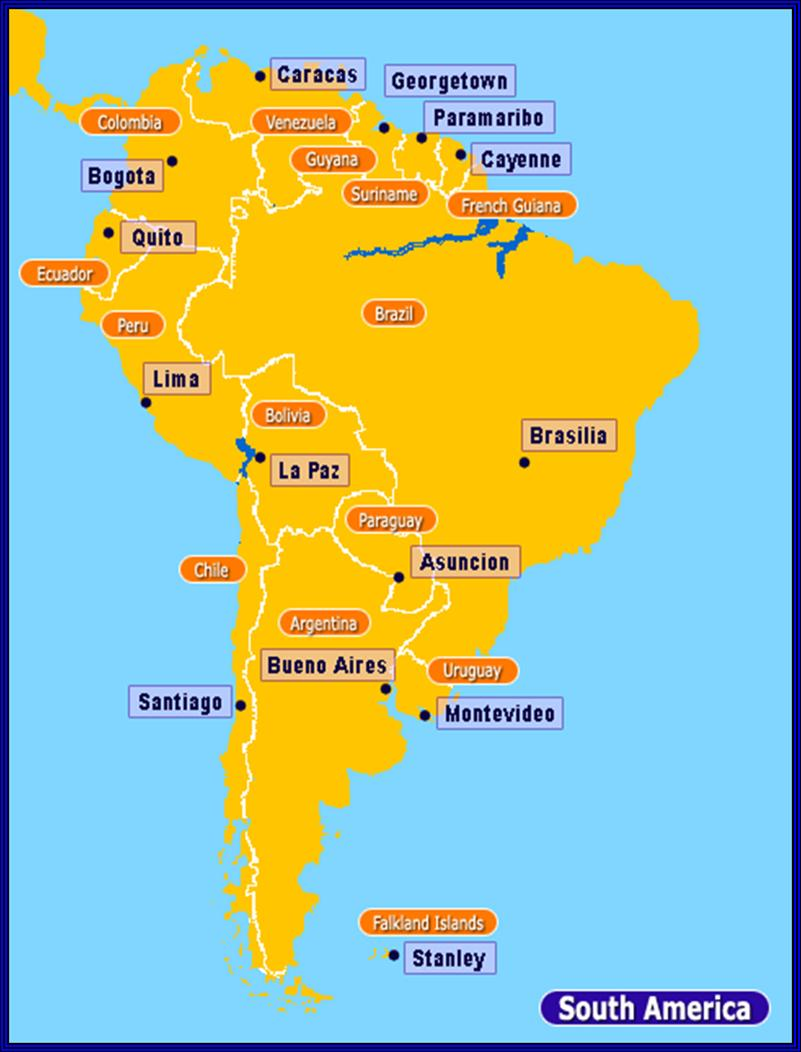 Caracas
Georgetown
Colombia
Venezuela
Paramaribo
Guyana
Cayenne
Bogota
Suriname
French Guiana
Quito
Ecuador
Brazil
Peru
Lima
Bolivia
Brasilia
La Paz
Paraguay
Asuncion
Chile
Argentina
Bueno Aires
Uruguay
Santiago
Montevideo
Falkland Islands
Stanley
South America